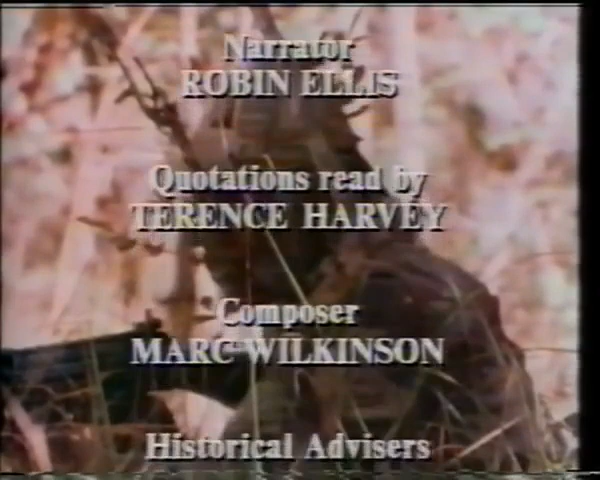 Narrator
ROBIN ELLIS
Quotations read by
TERENCE HARVEY
Composer
MARC WILKINSON
Historical Advisers